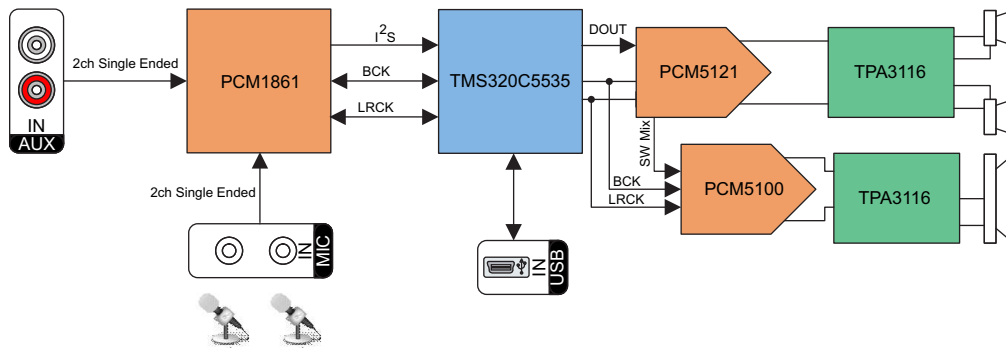 IN
AUX
2ch Single Ended
PCM1861
I²S
BCK
LRCK
TMS320C5535
DOUT
PCM5121
TPA3116
SW Mix
BCK
LRCK
PCM5100
TPA3116
2ch Single Ended
IN
MIC
IN
USB